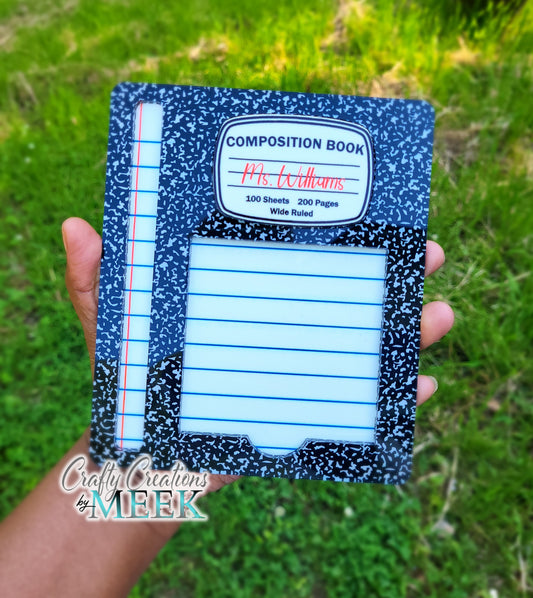 COMPOSITION BOOK
Ms. Williams
100 Sheets 200 Pages
Wide Ruled
Crafty Creations
by MEEK